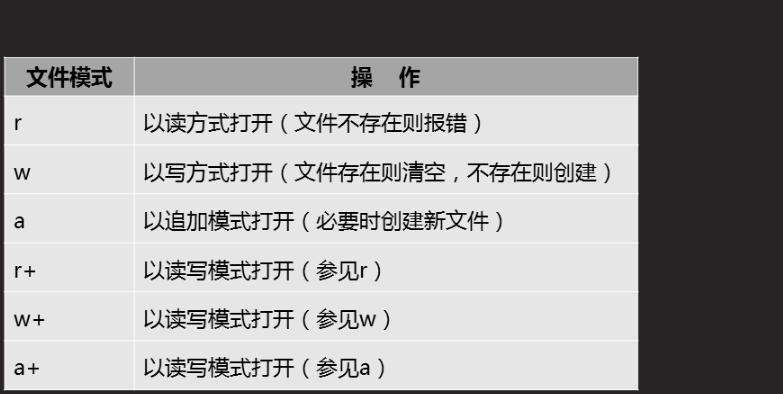 文件模式 操 作
r 以读方式打开（文件不存在则报错）
w 以写方式打开（文件存在则清空，不存在则创建）
a 以追加模式打开（必要时创建新文件）
r+ 以读写模式打开（参见r）
w+ 以读写模式打开（参见w）
a+ 以读写模式打开（参见a）